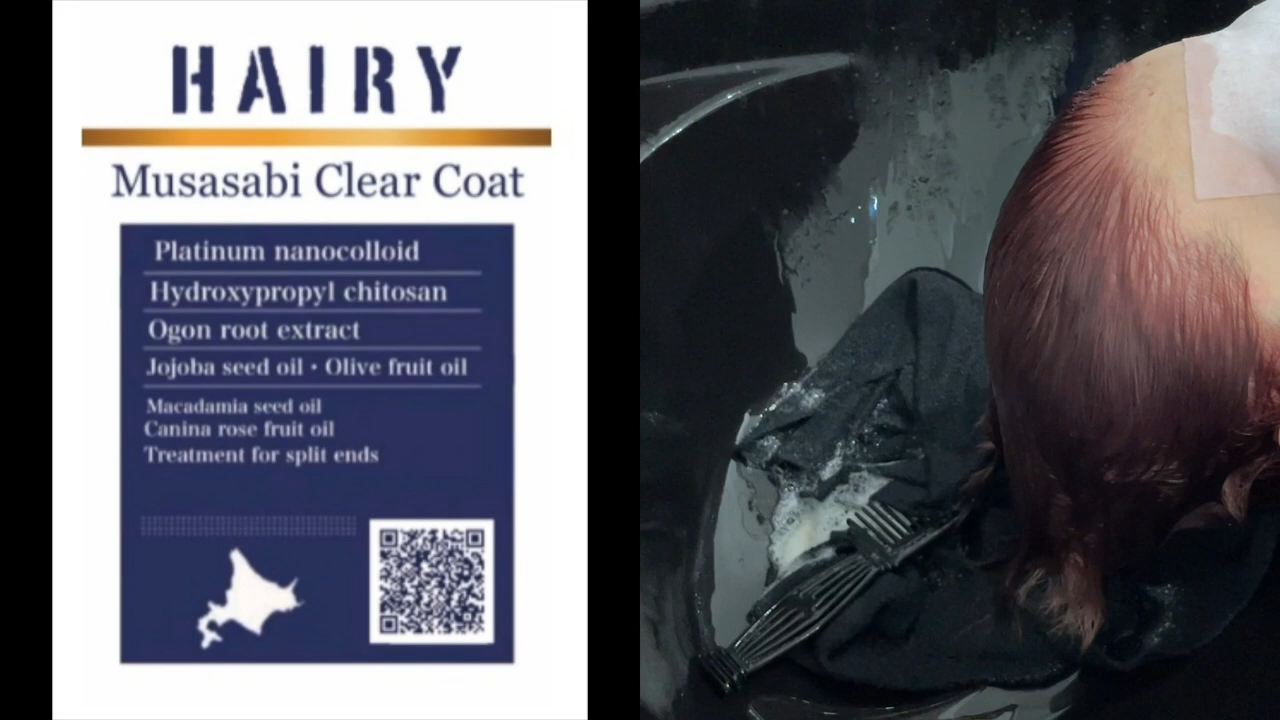 HAIRY
Musasabi Clear Coat
Platinum nanocolloid
Hydroxypropyl chitosan
Ogon root extract
Jojoba seed oil・Olive fruit oil
Macadamia seed oil
Canina rose fruit oil
Treatment for split ends